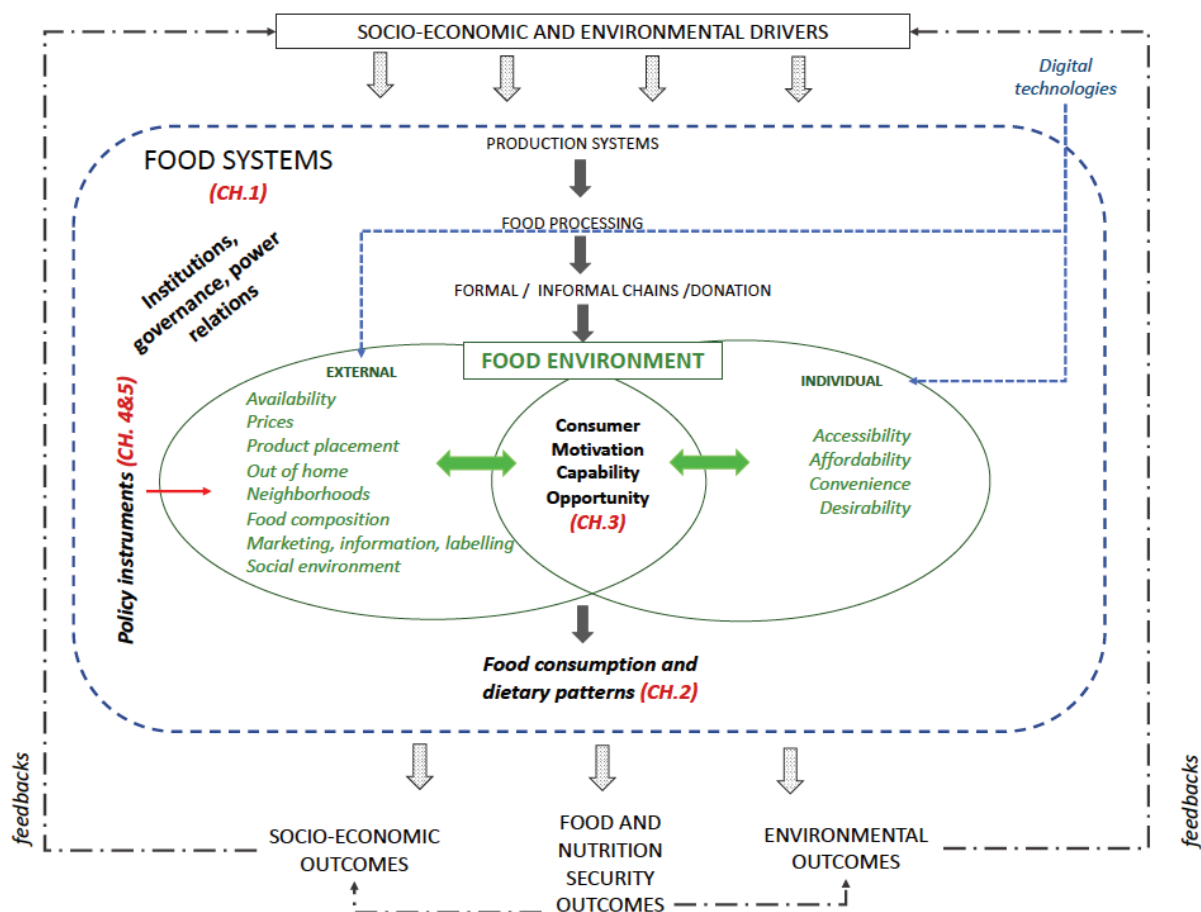 SOCIO-ECONOMIC AND ENVIRONMENTAL DRIVERS
Digital
technologies
FOOD SYSTEMS
(CH.1)
PRODUCTION SYSTEMS
FOOD PROCESSING
FORMAL / INFORMAL CHAINS /DONATION
Institutions,
governance, power
relations
Policy instruments (CH. 4&5)
FOOD ENVIRONMENT
EXTERNAL
Availability
Prices
Product placement
Out of home
Neighborhoods
Food composition
Marketing, information, labelling
Social environment
Consumer
Motivation
Capability
Opportunity
(CH.3)
INDIVIDUAL
Accessibility
Affordability
Convenience
Desirability
Food consumption and
dietary patterns (CH.2)
feedbacks
feedbacks
SOCIO-ECONOMIC
OUTCOMES
FOOD AND
NUTRITION
SECURITY
OUTCOMES
ENVIRONMENTAL
OUTCOMES